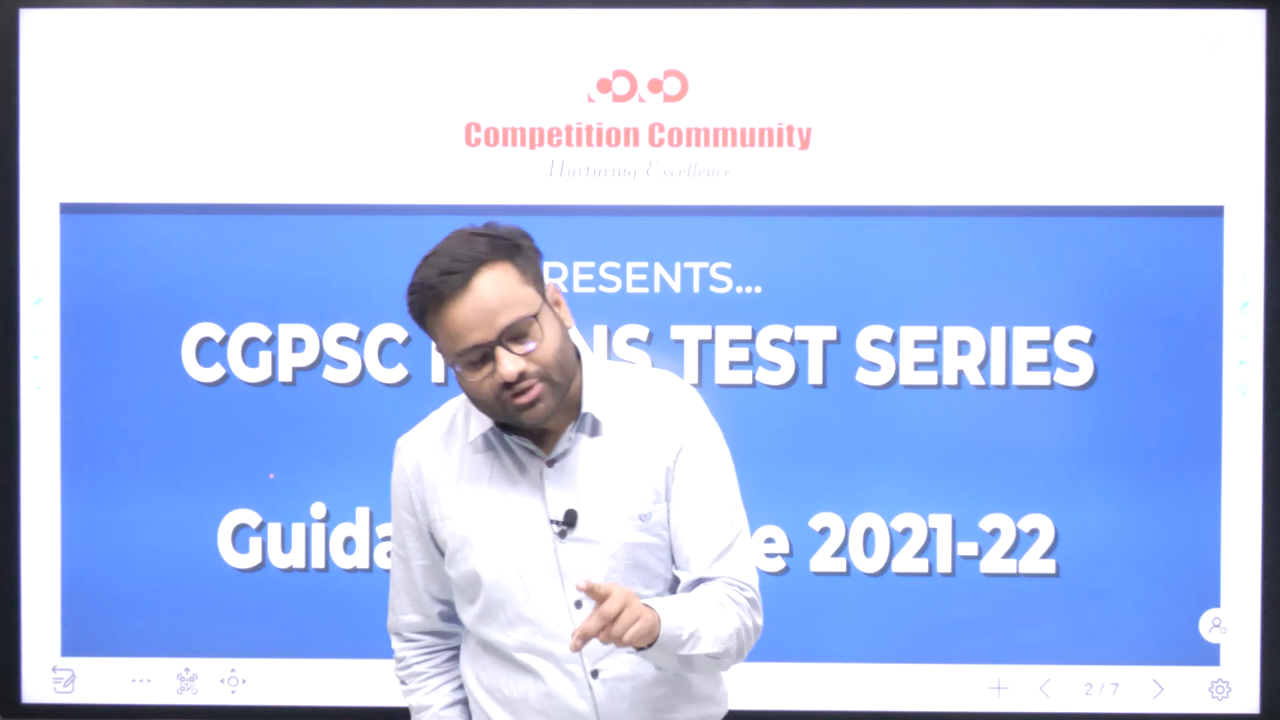 Competition Community
Nurturing Excellence
RESENTS...
CGPSC NS TEST SERIES
Guida e 2021-22
2/7